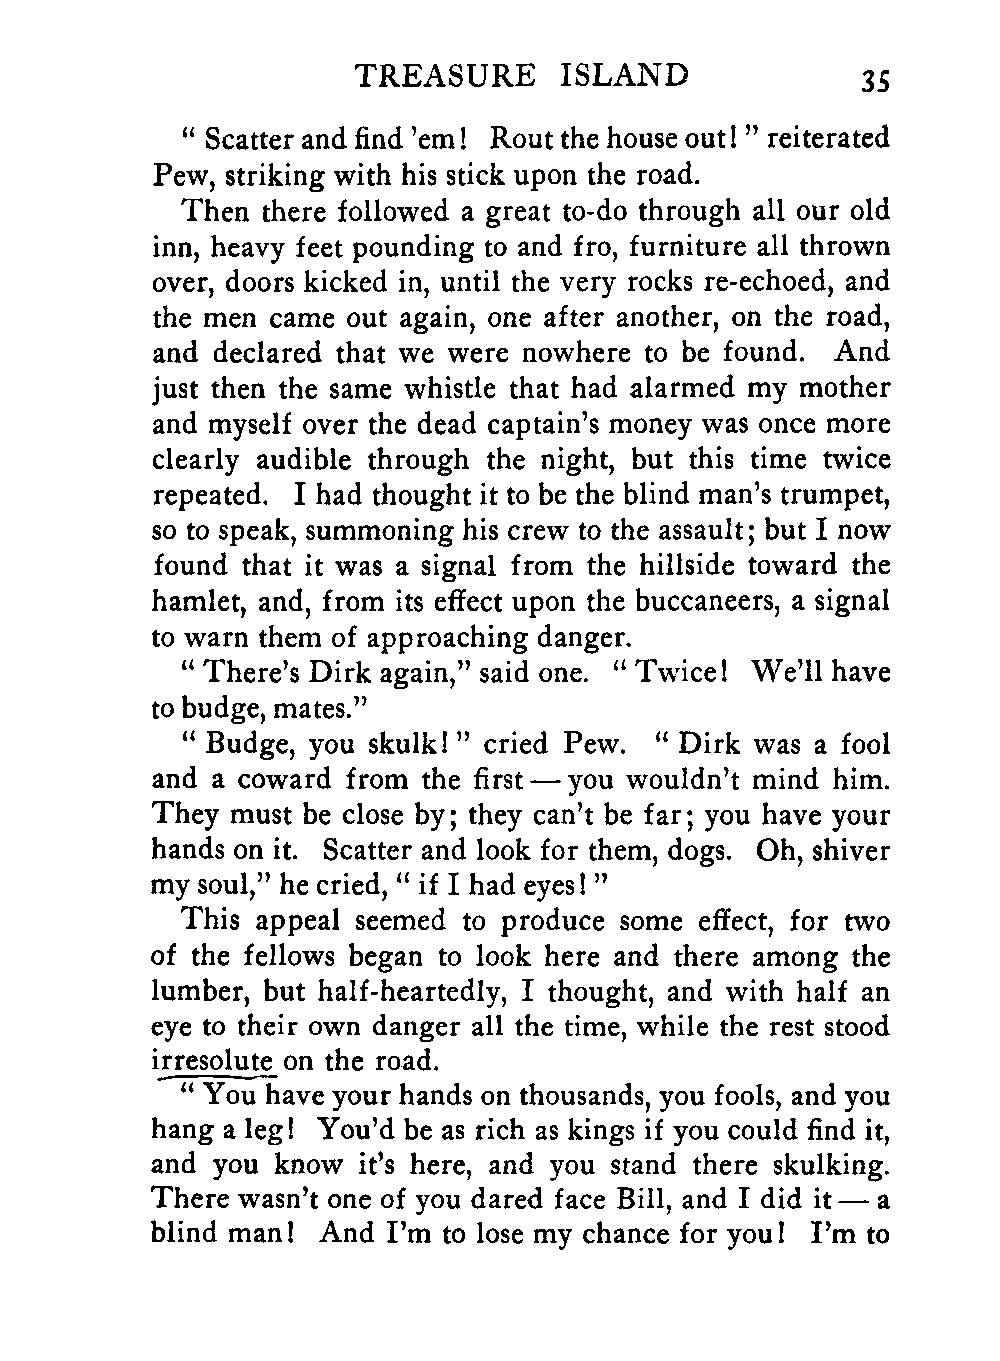 TREASURE ISLAND 35
“ Scatter and find ’em! Rout the house out! ” reiterated
Pew, striking with his stick upon the road.
Then there followed a great to-do through all our old
inn, heavy feet pounding to and fro, furniture all thrown
over, doors kicked in, until the very rocks re-echoed, and
the men came out again, one after another, on the road,
and declared that we were nowhere to be found. And
just then the same whistle that had alarmed my mother
and myself over the dead captain’s money was once more
clearly audible through the night, but this time twice
repeated. I had thought it to be the blind man’s trumpet,
so to speak, summoning his crew to the assault; but I now
found that it was a signal from the hillside toward the
hamlet, and, from its effect upon the buccaneers, a signal
to warn them of approaching danger.
“ There’s Dirk again,” said one. “ Twice! We’ll have
to budge, mates.”
“ Budge, you skulk! ” cried Pew. “ Dirk was a fool
and a coward from the first — you wouldn’t mind him.
They must be close by; they can’t be far; you have your
hands on it. Scatter and look for them, dogs. Oh, shiver
my soul,” he cried, “ if I had eyes! ”
This appeal seemed to produce some effect, for two
of the fellows began to look here and there among the
lumber, but half-heartedly, I thought, and with half an
eye to their own danger all the time, while the rest stood
irresolute on the road.
“ You have your hands on thousands, you fools, and you
hang a leg! You’d be as rich as kings if you could find it,
and you know it’s here, and you stand there skulking.
There wasn’t one of you dared face Bill, and I did it — a
blind man! And I’m to lose my chance for you! I’m to